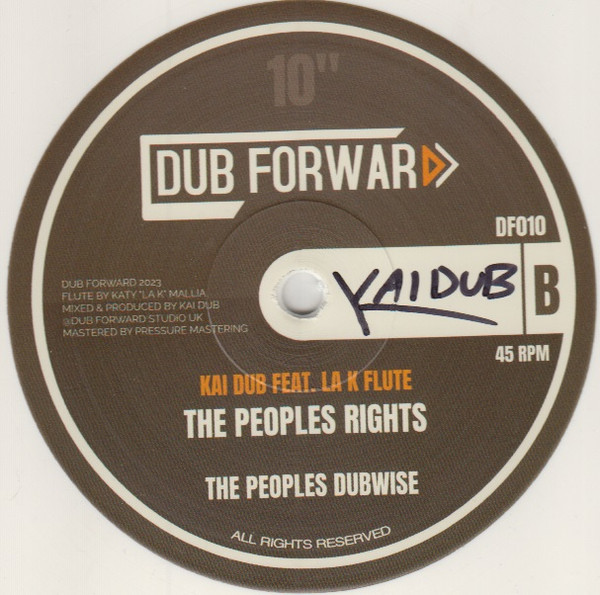 10"
DUB FORWARD
DF010
KAI DUB
B
DUB FORWARD 2023
FLUTE BY KATY "LA K" MALLIA
MIXED & PRODUCED BY KAI DUB
@DUB FORWARD STUDIO UK
MASTERED BY PRESSURE MASTERING
45 RPM
KAI DUB FEAT. LA K FLUTE
THE PEOPLES RIGHTS
THE PEOPLES DUBWISE
ALL RIGHTS RESERVED